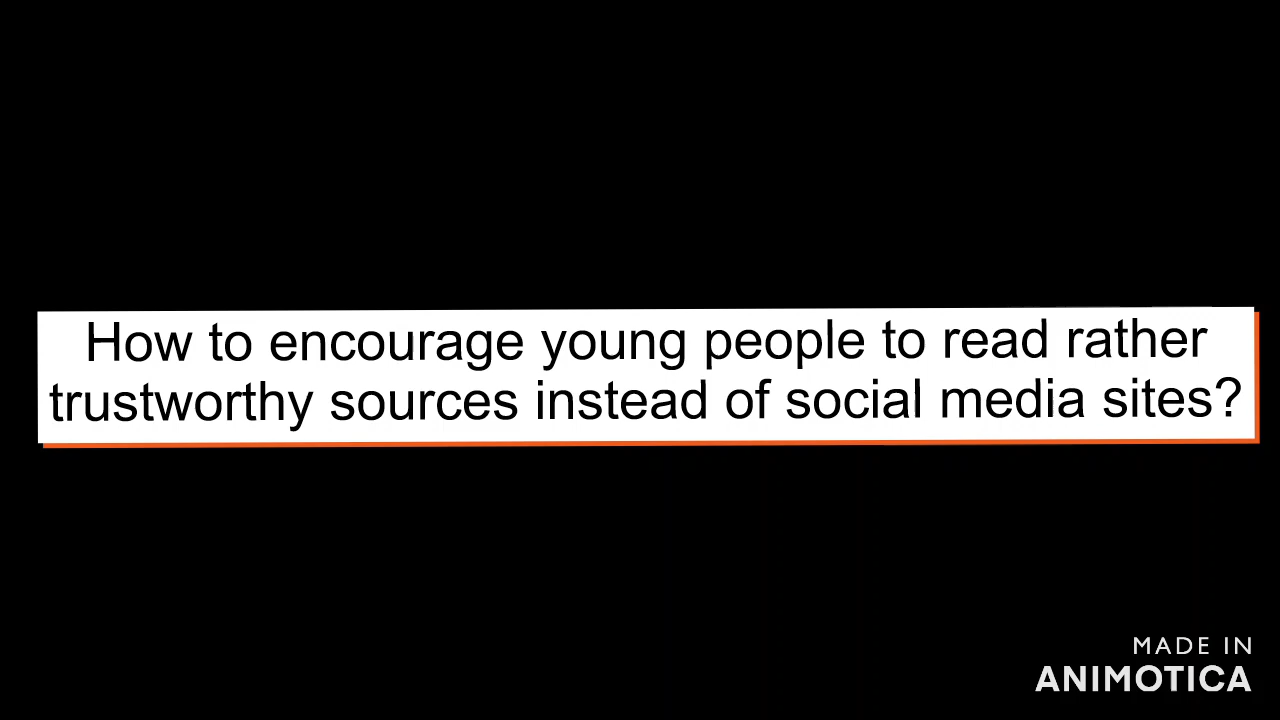 How to encourage young people to read rather
trustworthy sources instead of social media sites?
MADE IN
ANIMOTICA